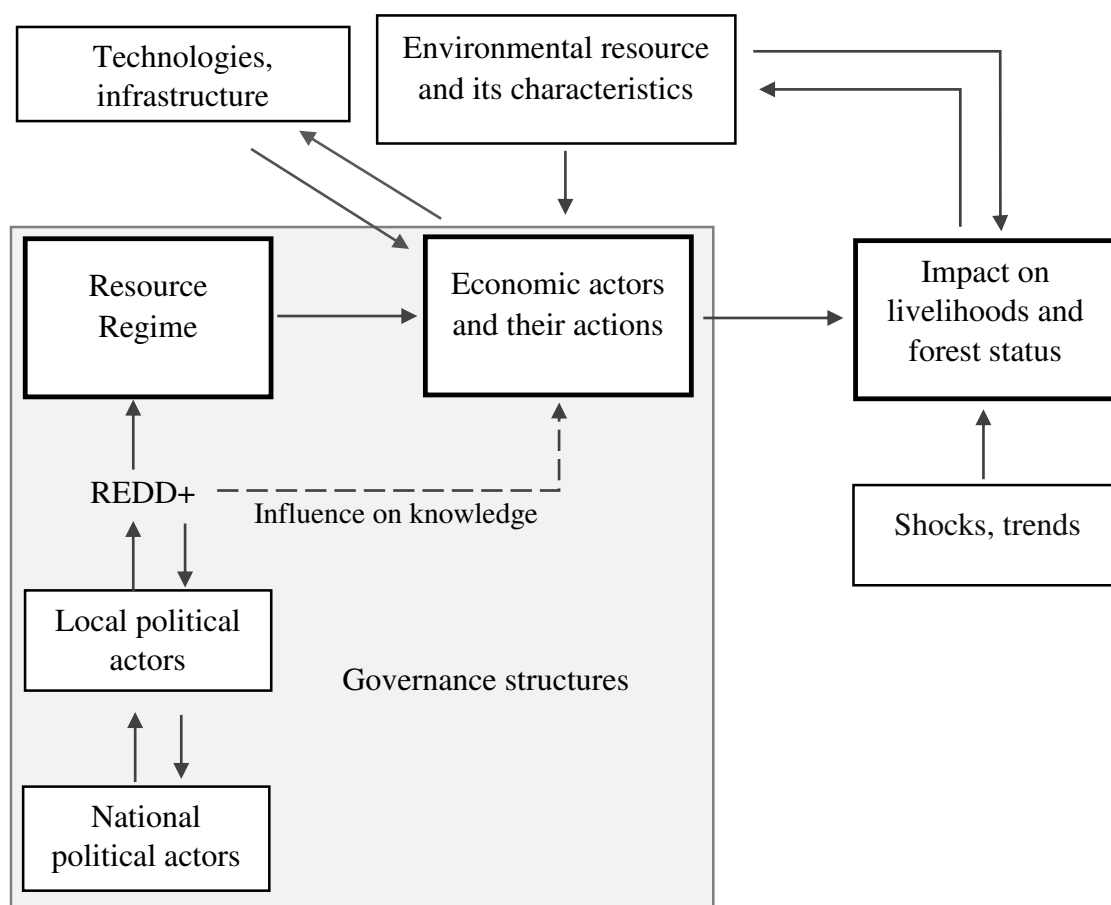 Technologies,
infrastructure
Environmental resource
and its characteristics
Resource
Regime
Economic actors
and their actions
Impact on
livelihoods and
forest status
REDD+
Influence on knowledge
Shocks, trends
Local political
actors
Governance structures
National
political actors